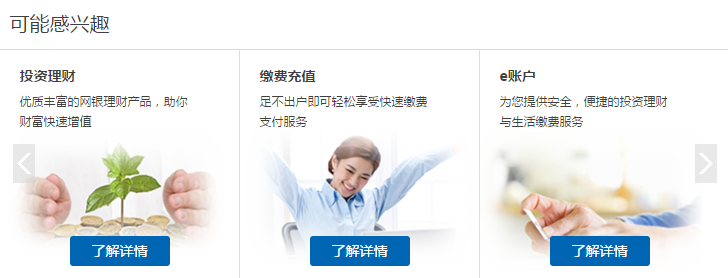 可能感兴趣
投资理财
优质丰富的网银理财产品，助你
财富快速增值
了解详情
缴费充值
足不出户即可轻松享受快速缴费
支付服务
了解详情
e账户
为您提供安全，便捷的投资理财
与生活缴费服务
了解详情